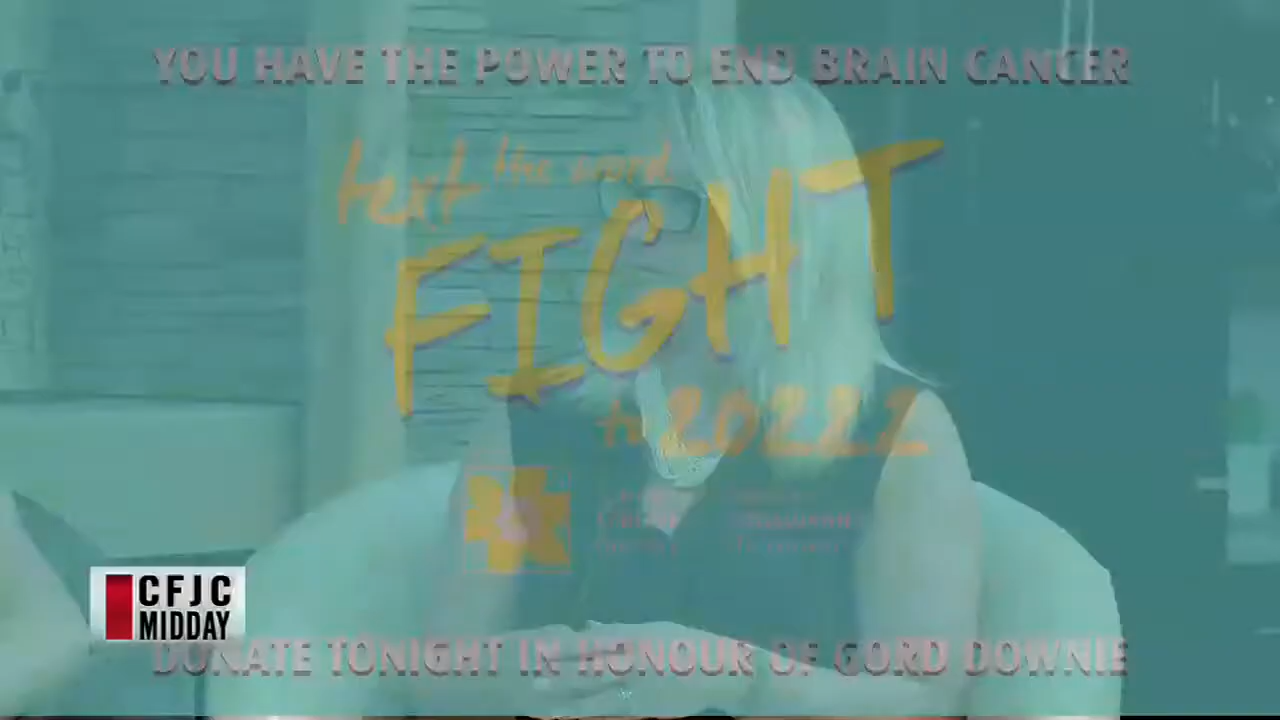 YOU HAVE THE POWER TO END BRAIN CANCER
text the word
FIGHT
to 20222
CFJC
MIDDAY
DONATE TONIGHT IN HONOUR OF GORD DOWNIE